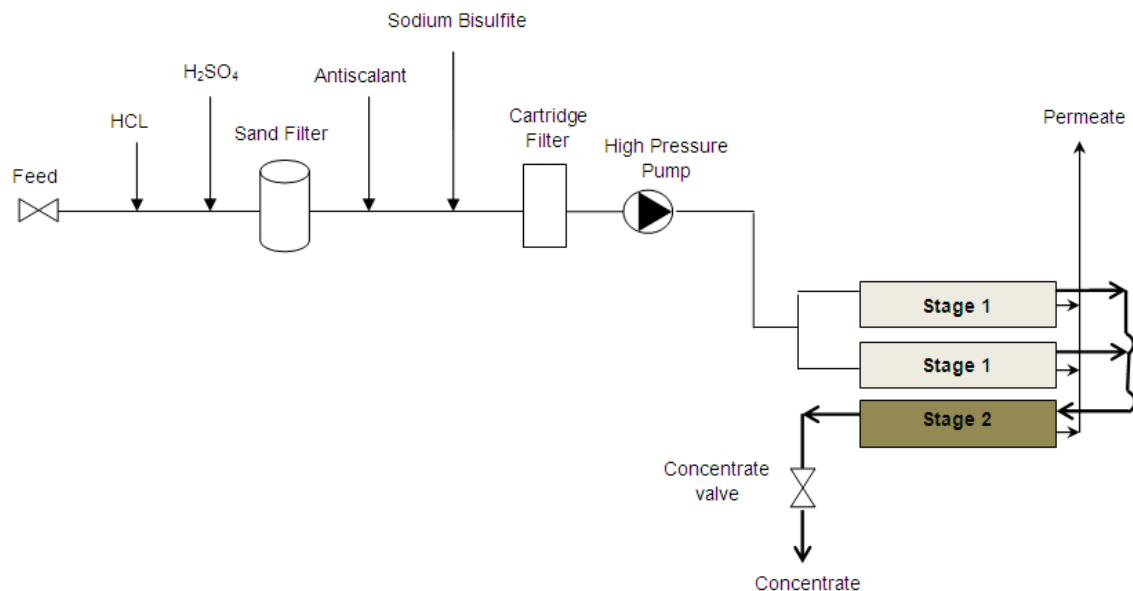 Sodium Bisulfite
H₂SO₄
Antiscalant
HCL
Sand Filter
Cartridge
Filter
High Pressure
Pump
Permeate
Feed
Stage 1
Stage 1
Stage 2
Concentrate
valve
Concentrate